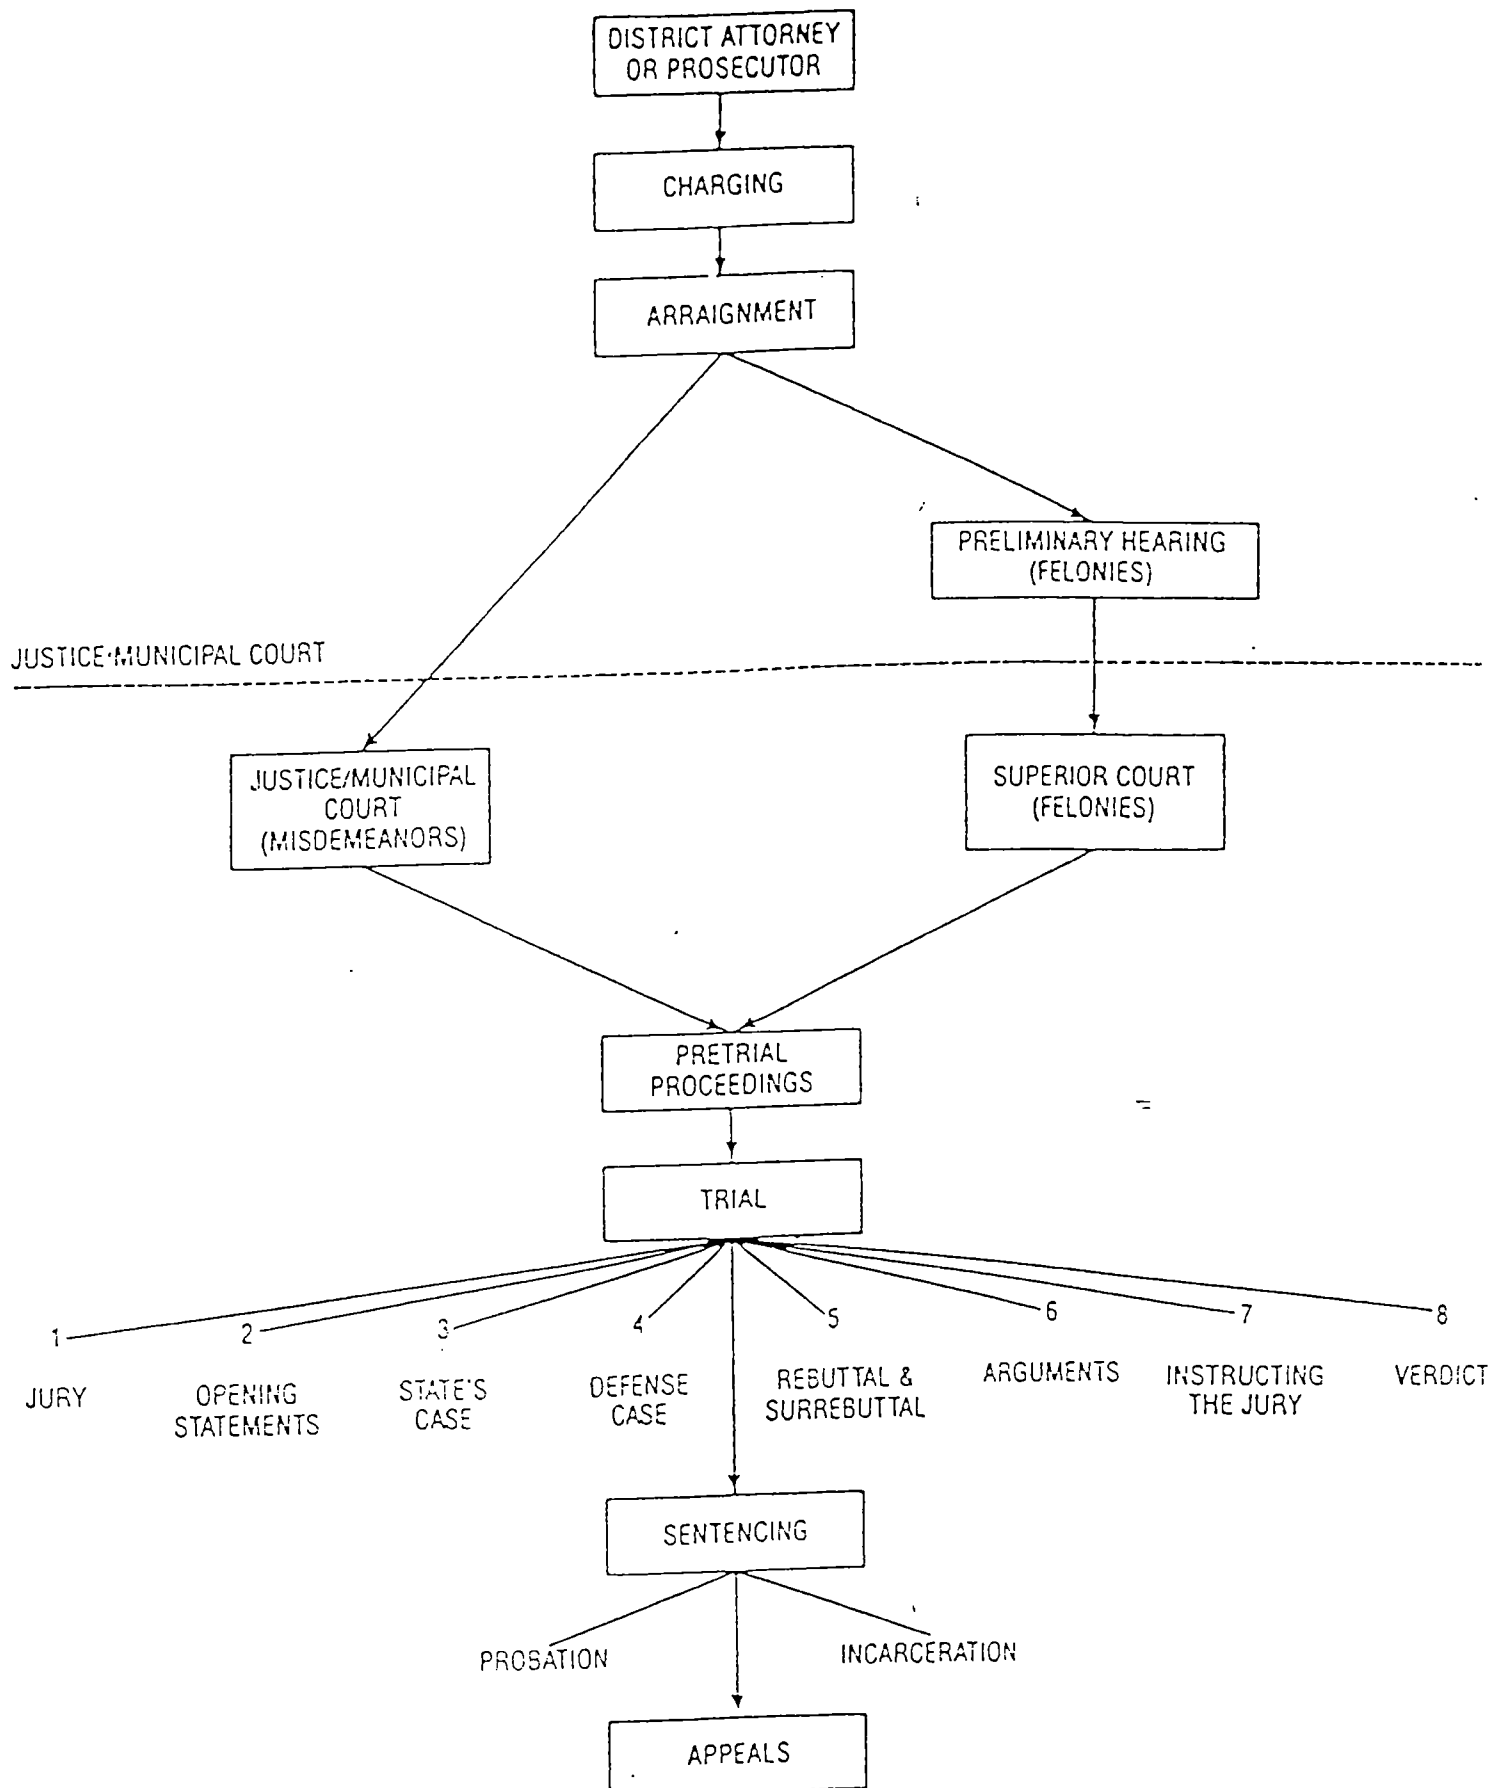 DISTRICT ATTORNEY
OR PROSECUTOR
CHARGING
ARRAIGNMENT
PRELIMINARY HEARING
(FELONIES)
JUSTICE·MUNICIPAL COURT
JUSTICE/MUNICIPAL
COURT
(MISDEMEANORS)
SUPERIOR COURT
(FELONIES)
PRETRIAL
PROCEEDINGS
TRIAL
1
JURY
2
OPENING
STATEMENTS
3
STATE'S
CASE
4
DEFENSE
CASE
5
REBUTTAL &
SURREBUTTAL
6
ARGUMENTS
7
INSTRUCTING
THE JURY
8
VERDICT
SENTENCING
PROBATION
INCARCERATION
APPEALS